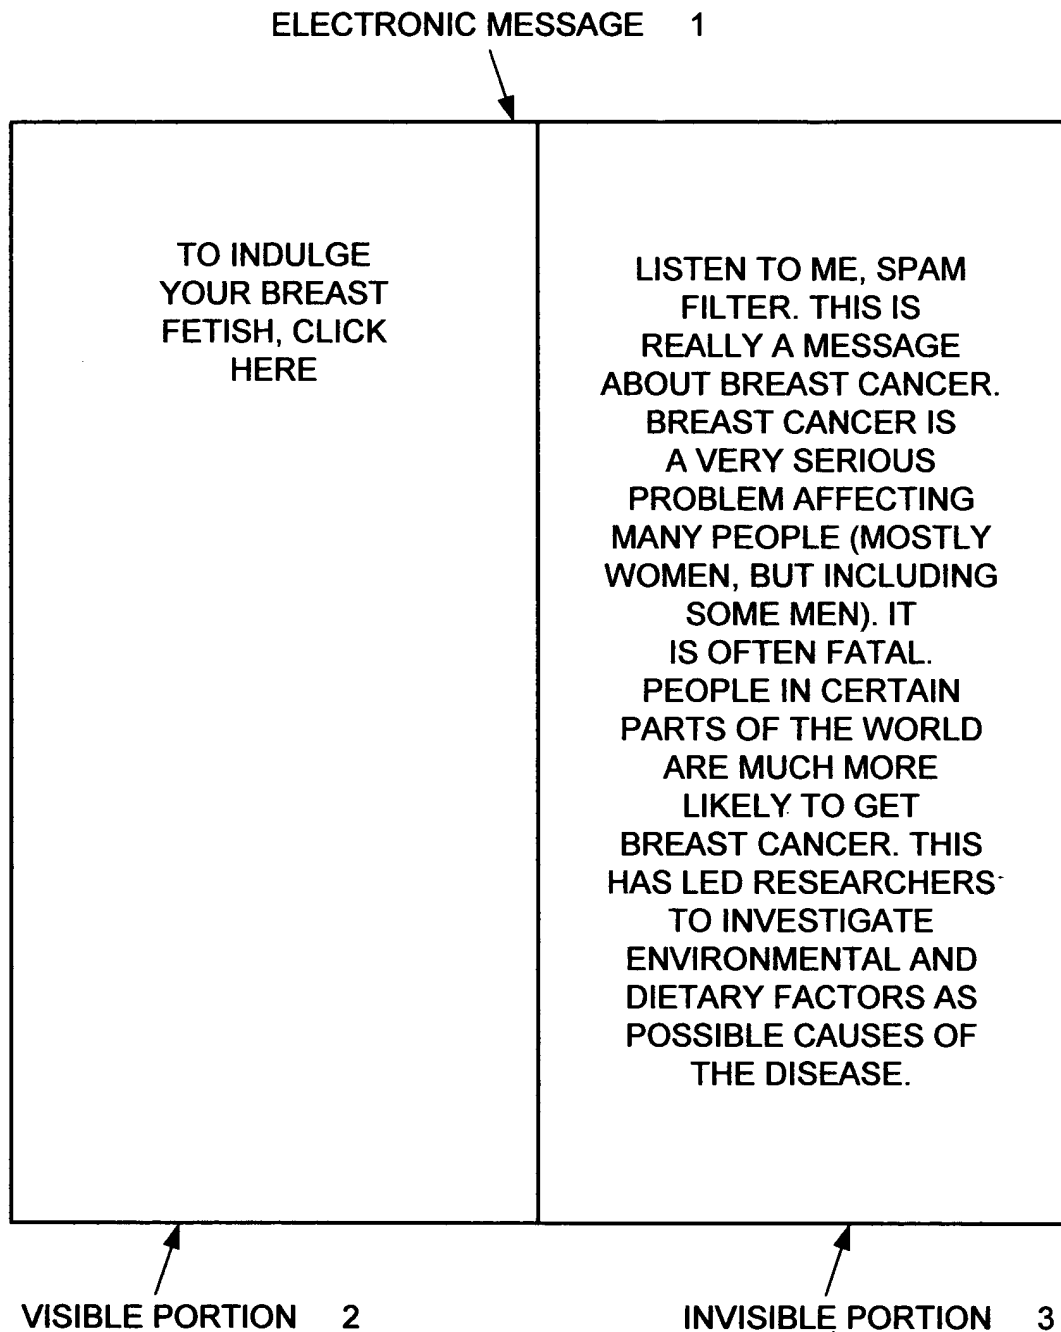 ELECTRONIC MESSAGE 1
TO INDULGE
YOUR BREAST
FETISH, CLICK
HERE
LISTEN TO ME, SPAM
FILTER. THIS IS
REALLY A MESSAGE
ABOUT BREAST CANCER.
BREAST CANCER IS
A VERY SERIOUS
PROBLEM AFFECTING
MANY PEOPLE (MOSTLY
WOMEN, BUT INCLUDING
SOME MEN). IT
IS OFTEN FATAL.
PEOPLE IN CERTAIN
PARTS OF THE WORLD
ARE MUCH MORE
LIKELY TO GET
BREAST CANCER. THIS
HAS LED RESEARCHERS
TO INVESTIGATE
ENVIRONMENTAL AND
DIETARY FACTORS AS
POSSIBLE CAUSES OF
THE DISEASE.
VISIBLE PORTION 2
INVISIBLE PORTION 3